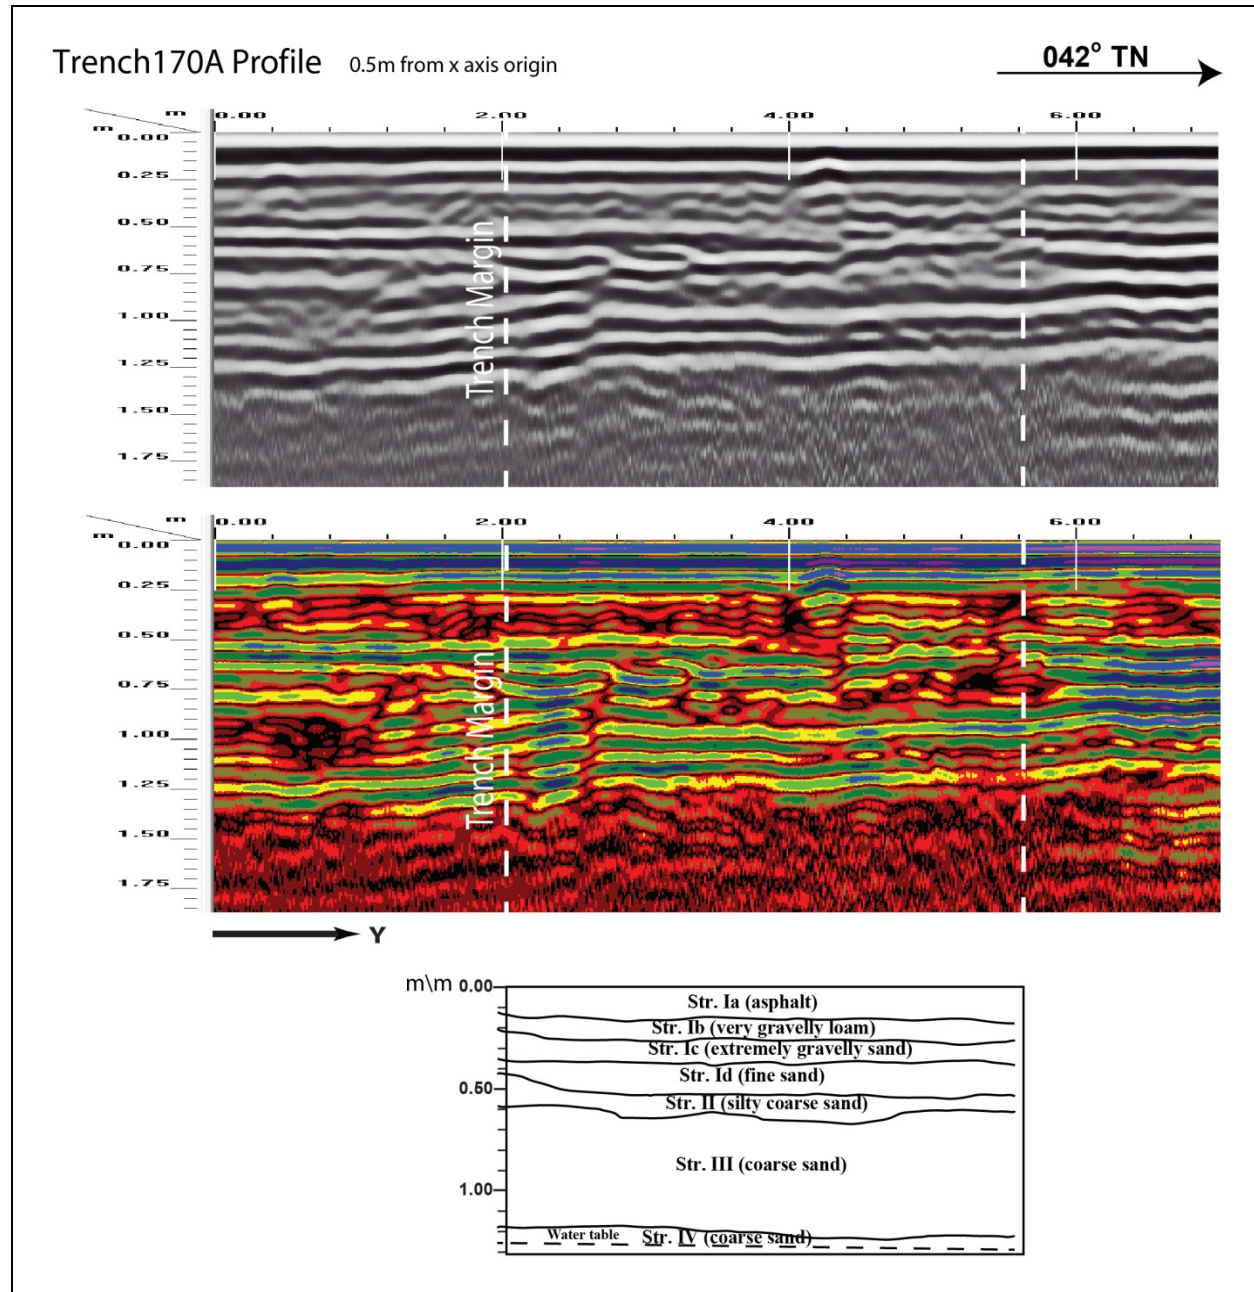 Trench170A Profile 0.5m from x axis origin
042° TN
m 0.00 2.00 4.00 6.00
m
0.00
0.25
0.50
0.75
1.00
1.25
1.50
1.75
Trench Margin
m 0.00 2.00 4.00 6.00
m
0.00
0.25
0.50
0.75
1.00
1.25
1.50
1.75
Trench Margin
Y
m\m 0.00
Str. Ia (asphalt)
Str. Ib (very gravelly loam)
Str. Ic (extremely gravelly sand)
Str. Id (fine sand)
0.50
Str. II (silty coarse sand)
Str. III (coarse sand)
1.00
Water table Str. IV (coarse sand)